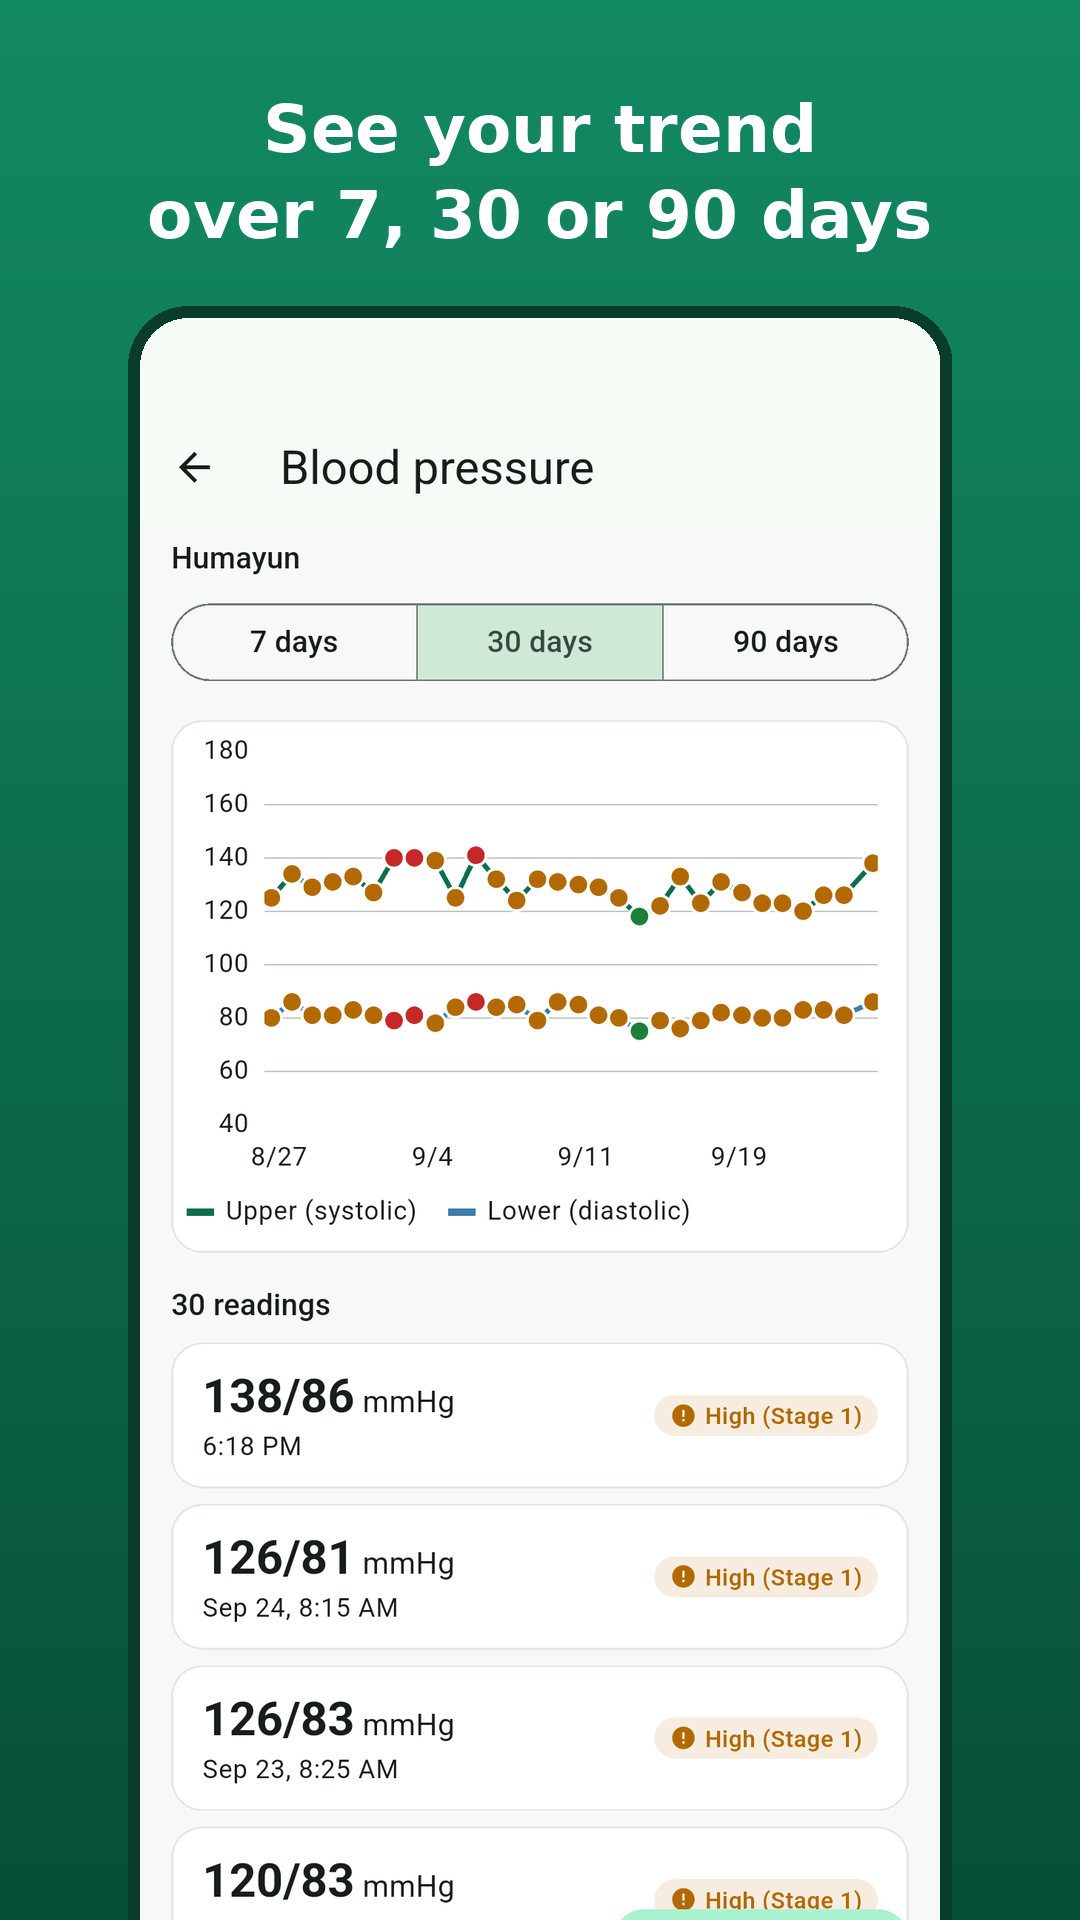 See your trend
over 7, 30 or 90 days
Blood pressure
Humayun
7 days
30 days
90 days
180
160
140
120
100
80
60
40
8/27
9/4
9/11
9/19
Upper (systolic)
Lower (diastolic)
30 readings
138/86 mmHg
High (Stage 1)
6:18 PM
126/81 mmHg
High (Stage 1)
Sep 24, 8:15 AM
126/83 mmHg
High (Stage 1)
Sep 23, 8:25 AM
120/83 mmHg
High (Stage 1)